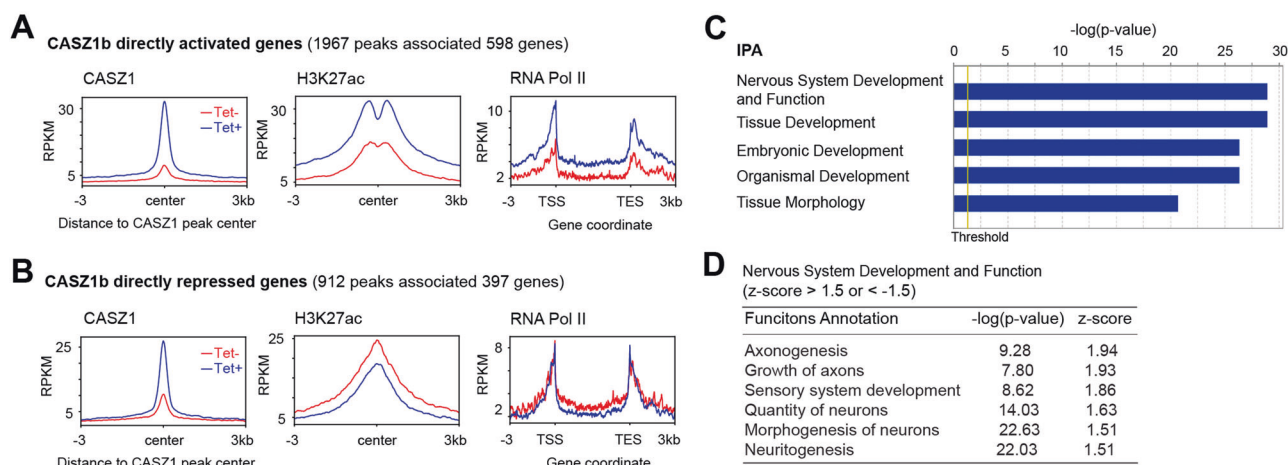 A
CASZ1b directly activated genes (1967 peaks associated 598 genes)
CASZ1
H3K27ac
RNA Pol II
RPKM
30
5
Tet-
Tet+
-3 center 3kb
Distance to CASZ1 peak center
RPKM
30
5
-3 center 3kb
RPKM
10
2
-3 TSS TES 3kb
Gene coordinate
B
CASZ1b directly repressed genes (912 peaks associated 397 genes)
CASZ1
H3K27ac
RNA Pol II
RPKM
25
5
Tet-
Tet+
-3 center 3kb
Distance to CASZ1 peak center
RPKM
25
5
-3 center 3kb
RPKM
8
2
-3 TSS TES 3kb
Gene coordinate
C
-log(p-value)
IPA
0 5 10 15 20 25 30
Nervous System Development
and Function
Tissue Development
Embryonic Development
Organismal Development
Tissue Morphology
Threshold
D
Nervous System Development and Function
(z-score > 1.5 or < -1.5)
Funcitons Annotation -log(p-value) z-score
Axonogenesis 9.28 1.94
Growth of axons 7.80 1.93
Sensory system development 8.62 1.86
Quantity of neurons 14.03 1.63
Morphogenesis of neurons 22.63 1.51
Neuritogenesis 22.03 1.51